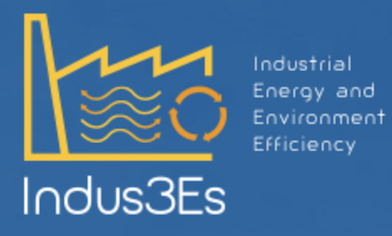 Industrial
Energy and
Environment
Efficiency
Indus3Es